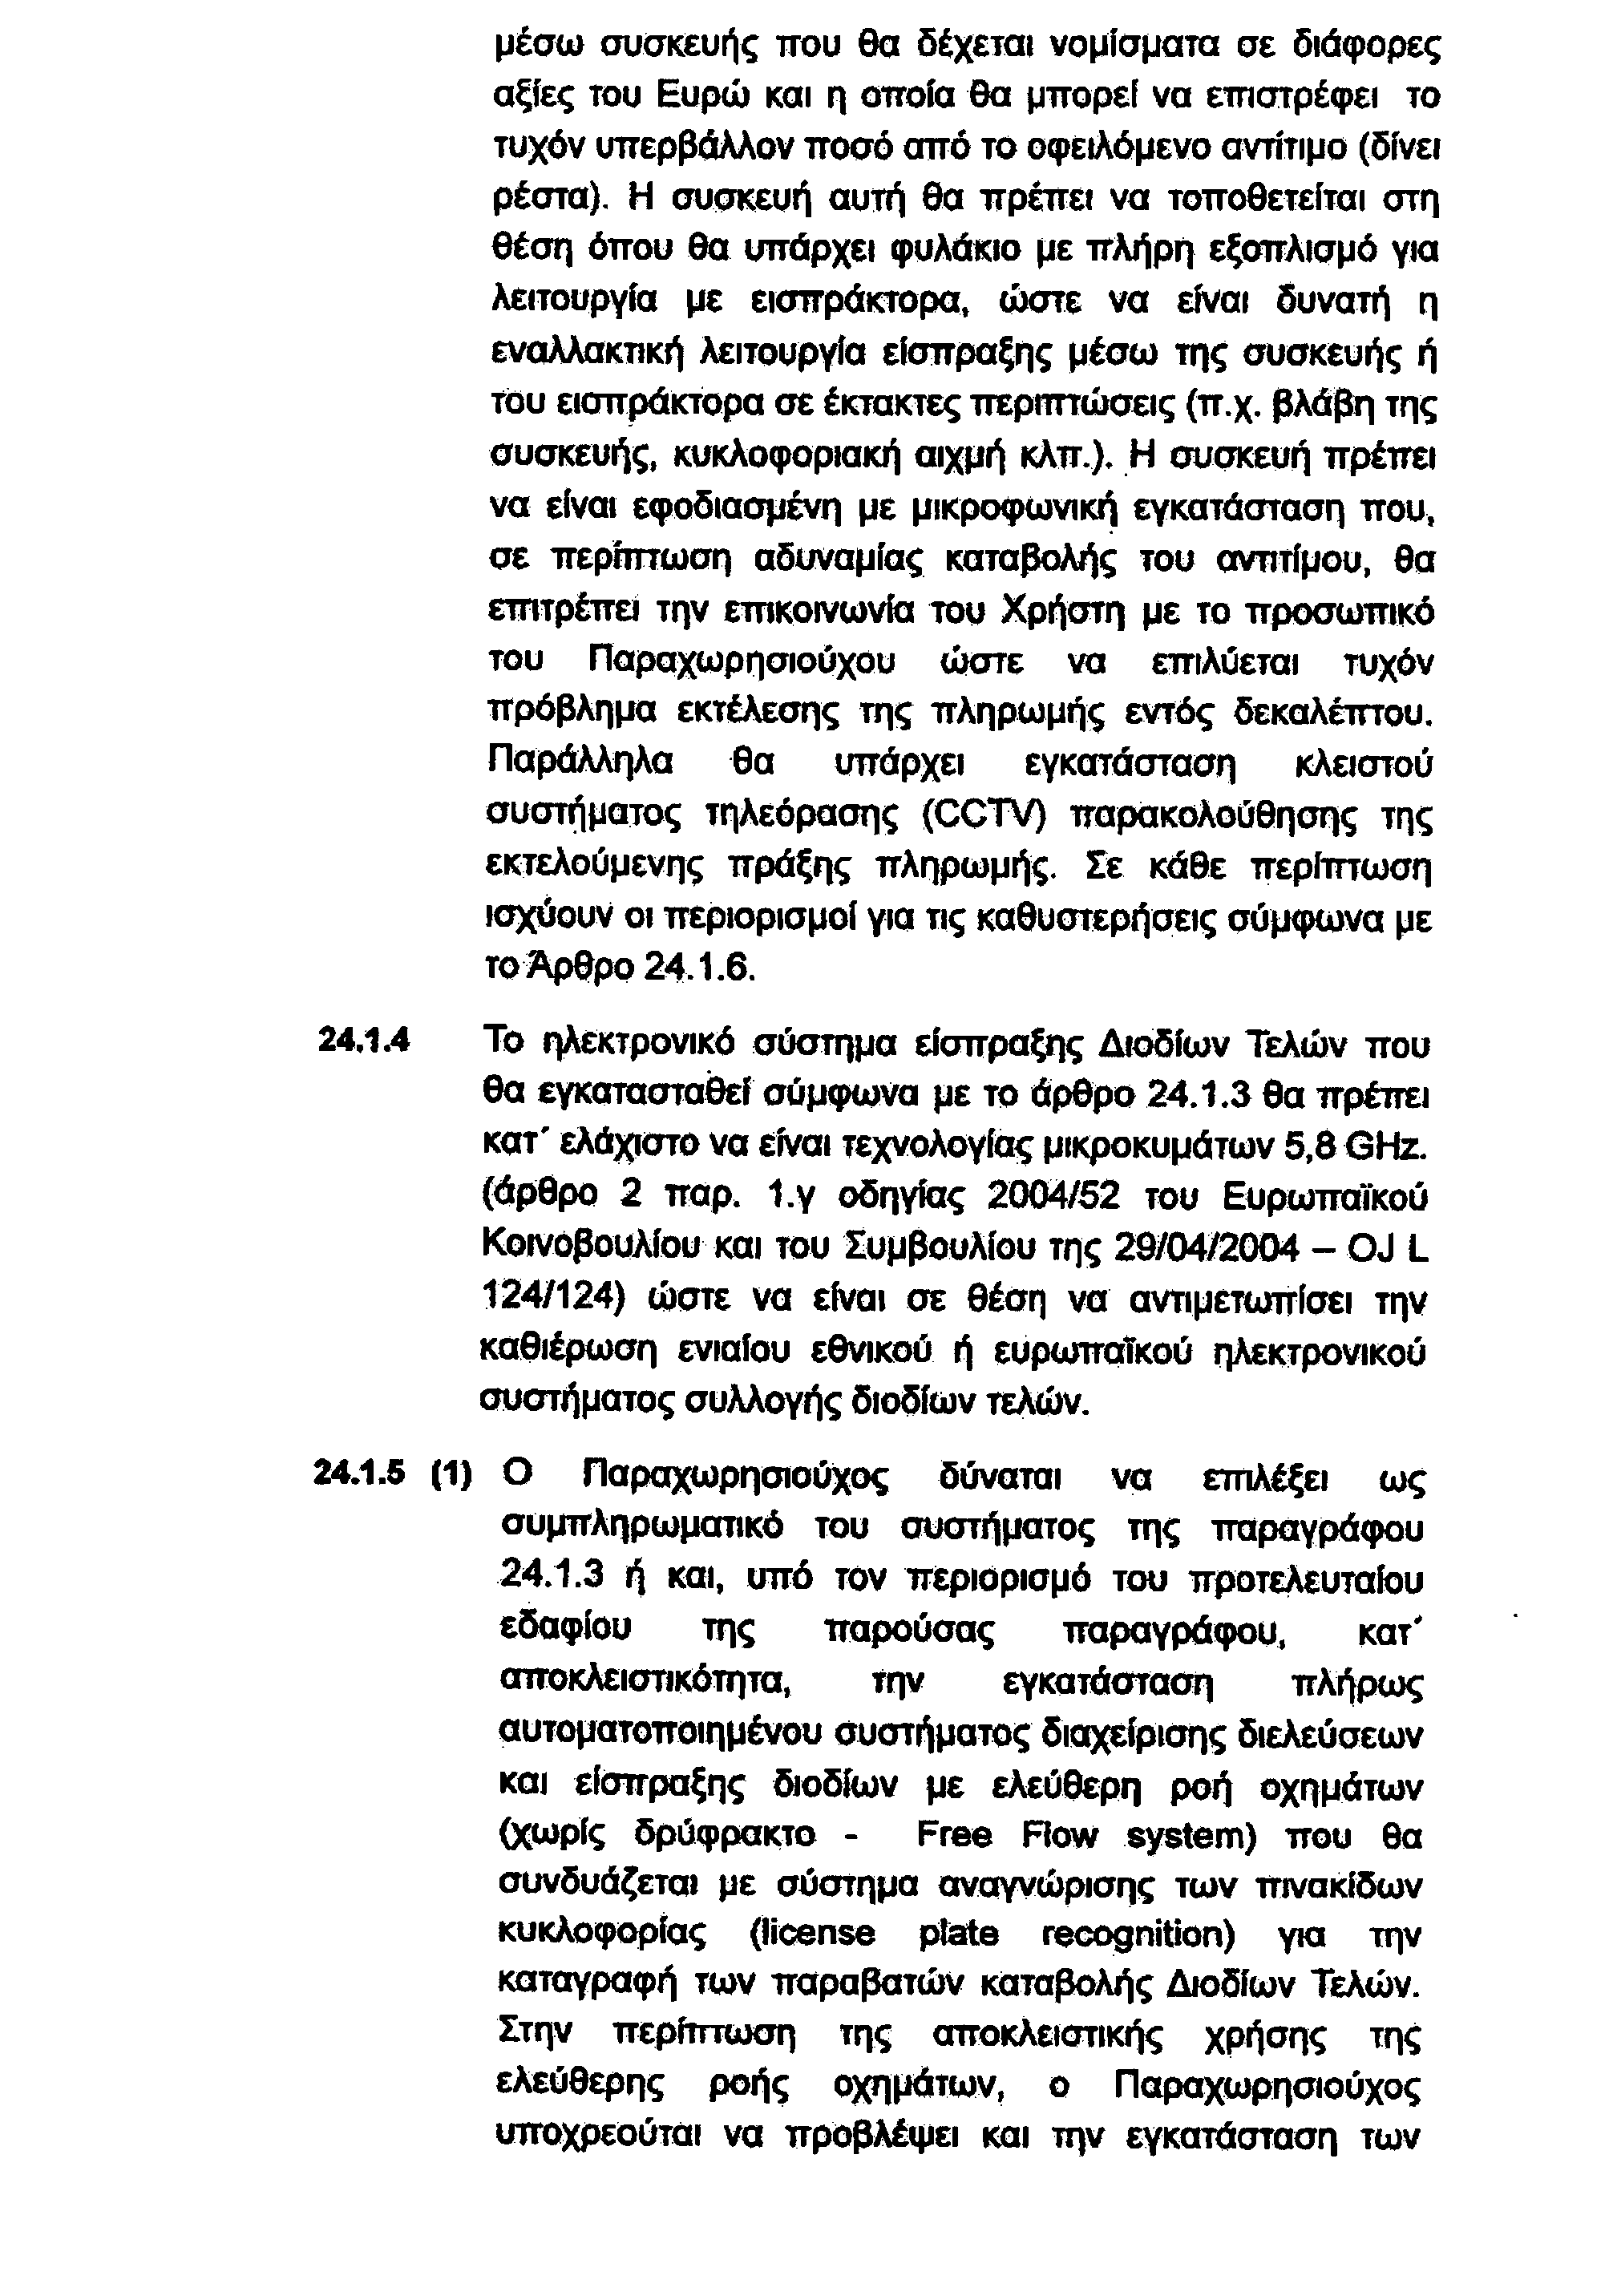 μέσω συσκευής που θα δέχεται νομίσματα σε διάφορες
αξίες του Ευρώ και η οποία θα μπορεί να επιστρέφει το
τυχόν υπερβάλλον ποσό από το οφειλόμενο αντίτιμο (δίνει
ρέστα). Η συσκευή αυτή θα πρέπει να τοποθετείται στη
θέση όπου θα υπάρχει φυλάκιο με πλήρη εξοπλισμό για
λειτουργία με εισπράκτορα, ώστε να είναι δυνατή η
εναλλακτική λειτουργία είσπραξης μέσω της συσκευής ή
του εισπράκτορα σε έκτακτες περιπτώσεις (π.χ. βλάβη της
συσκευής, κυκλοφοριακή αιχμή κλπ.). Η συσκευή πρέπει
να είναι εφοδιασμένη με μικροφωνική εγκατάσταση που,
σε περίπτωση αδυναμίας καταβολής του αντιτίμου, θα
επιτρέπει την επικοινωνία του Χρήστη με το προσωπικό
του Παραχωρησιούχου ώστε να επιλύεται τυχόν
πρόβλημα εκτέλεσης της πληρωμής εντός δεκαλέπτου.
Παράλληλα θα υπάρχει εγκατάσταση κλειστού
συστήματος τηλεόρασης (CCTV) παρακολούθησης της
εκτελούμενης πράξης πληρωμής. Σε κάθε περίπτωση
ισχύουν οι περιορισμοί για τις καθυστερήσεις σύμφωνα με
το Άρθρο 24.1.6.
24.1.4 Το ηλεκτρονικό σύστημα είσπραξης Διοδίων Τελών που
θα εγκατασταθεί σύμφωνα με το άρθρο 24.1.3 θα πρέπει
κατ΄ ελάχιστο να είναι τεχνολογίας μικροκυμάτων 5,8 GHz.
(άρθρο 2 παρ. 1.γ οδηγίας 2004/52 του Ευρωπαϊκού
Κοινοβουλίου και του Συμβουλίου της 29/04/2004 – OJ L
124/124) ώστε να είναι σε θέση να αντιμετωπίσει την
καθιέρωση ενιαίου εθνικού ή ευρωπαϊκού ηλεκτρονικού
συστήματος συλλογής διοδίων τελών.
24.1.5 (1) Ο Παραχωρησιούχος δύναται να επιλέξει ως
συμπληρωματικό του συστήματος της παραγράφου
24.1.3 ή και, υπό τον περιορισμό του προτελευταίου
εδαφίου της παρούσας παραγράφου, κατ΄
αποκλειστικότητα, την εγκατάσταση πλήρως
αυτοματοποιημένου συστήματος διαχείρισης διελεύσεων
και είσπραξης διοδίων με ελεύθερη ροή οχημάτων
(χωρίς δρύφρακτο - Free Flow system) που θα
συνδυάζεται με σύστημα αναγνώρισης των πινακίδων
κυκλοφορίας (license plate recognition) για την
καταγραφή των παραβατών καταβολής Διοδίων Τελών.
Στην περίπτωση της αποκλειστικής χρήσης της
ελεύθερης ροής οχημάτων, ο Παραχωρησιούχος
υποχρεούται να προβλέψει και την εγκατάσταση των